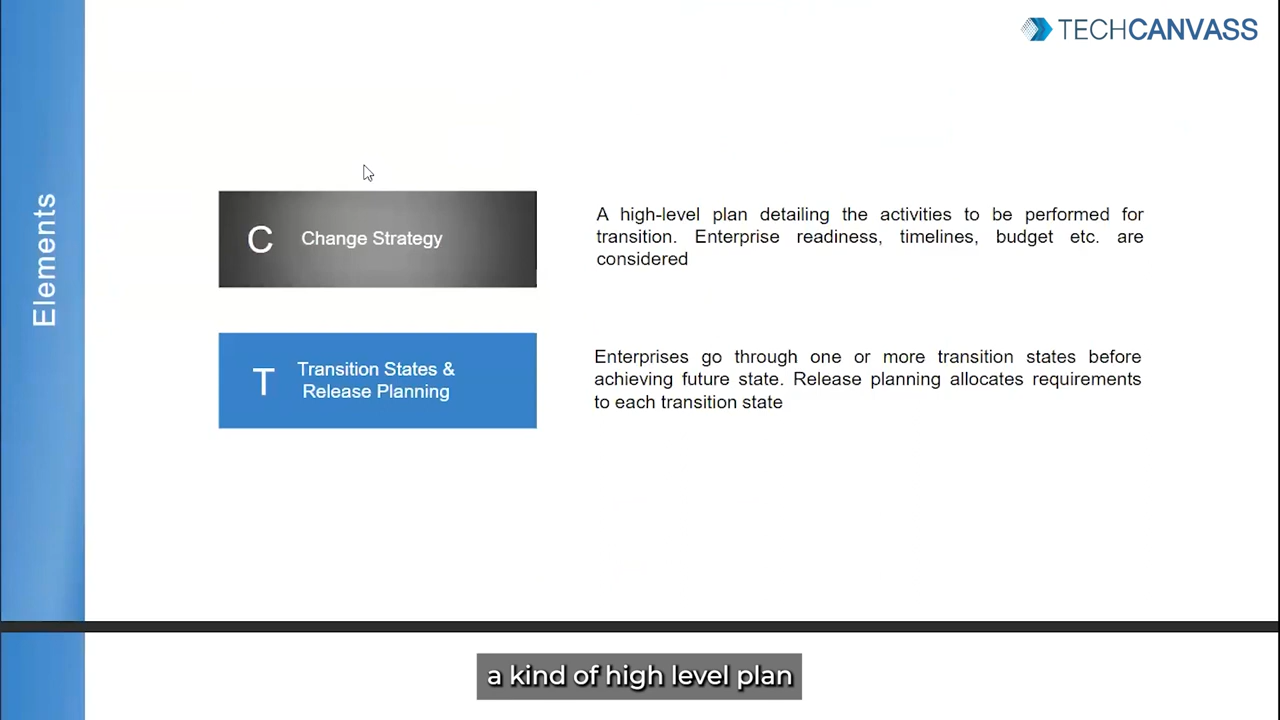 TECHCANVASS
Elements
C
Change Strategy
A high-level plan detailing the activities to be performed for
transition. Enterprise readiness, timelines, budget etc. are
considered
T
Transition States &
Release Planning
Enterprises go through one or more transition states before
achieving future state. Release planning allocates requirements
to each transition state
a kind of high level plan